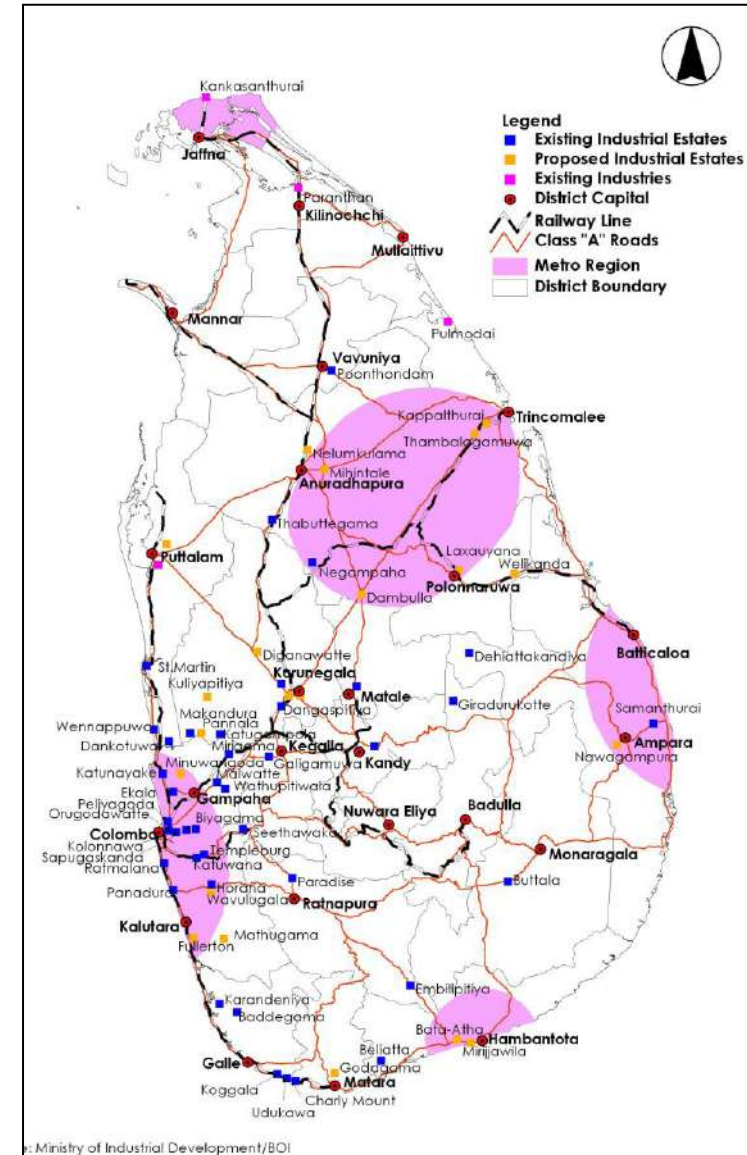 Kankasanthurai
Jaffna
Legend
Existing Industrial Estates
Proposed Industrial Estates
Existing Industries
District Capital
Railway Line
Class "A" Roads
Metro Region
District Boundary
Paranthan
Kilinochchi
Mullaittivu
Mannar
Pulmodai
Vavuniya
Poonthondam
Kappalthurai
Trincomalee
Thambalagamuwa
Nelumkulama
Mihintale
Anuradhapura
Thabuttegama
Puttalam
Negampaha
Laxauyana
Welikanda
Polonnaruwa
Dambulla
Batticaloa
Diganawatte
Dehiattakandiya
St.Martin
Kuliyapitiya
Kurunegala
Matale
Giradurukotte
Samanthurai
Makandura
Dangaspitiya
Wennappuwa
Pannala
Katugampola
Ampara
Dankotuwa
Mirigama
Kegalla
Nawagampura
Minuwangoda
Galigamuwa
Kandy
Katunayake
Malwatte
Wathupitiwala
Ekala
Gampaha
Peliyagoda
Orugodawatte
Biyagama
Nuwara Eliya
Badulla
Colombo
Seethawaka
Kolonnawa
Templeburg
Monaragala
Sapugaskanda
Katuwana
Ratmalana
Paradise
Buttala
Panadura
Horana
Wavulugala
Ratnapura
Kalutara
Mathugama
Fullerton
Embilipitiya
Karandeniya
Baddegama
Bata-Atha
Hambantota
Mirijjawila
Beliatta
Galle
Godagama
Koggala
Matara
Charly Mount
Udukawa
e: Ministry of Industrial Development/BOI